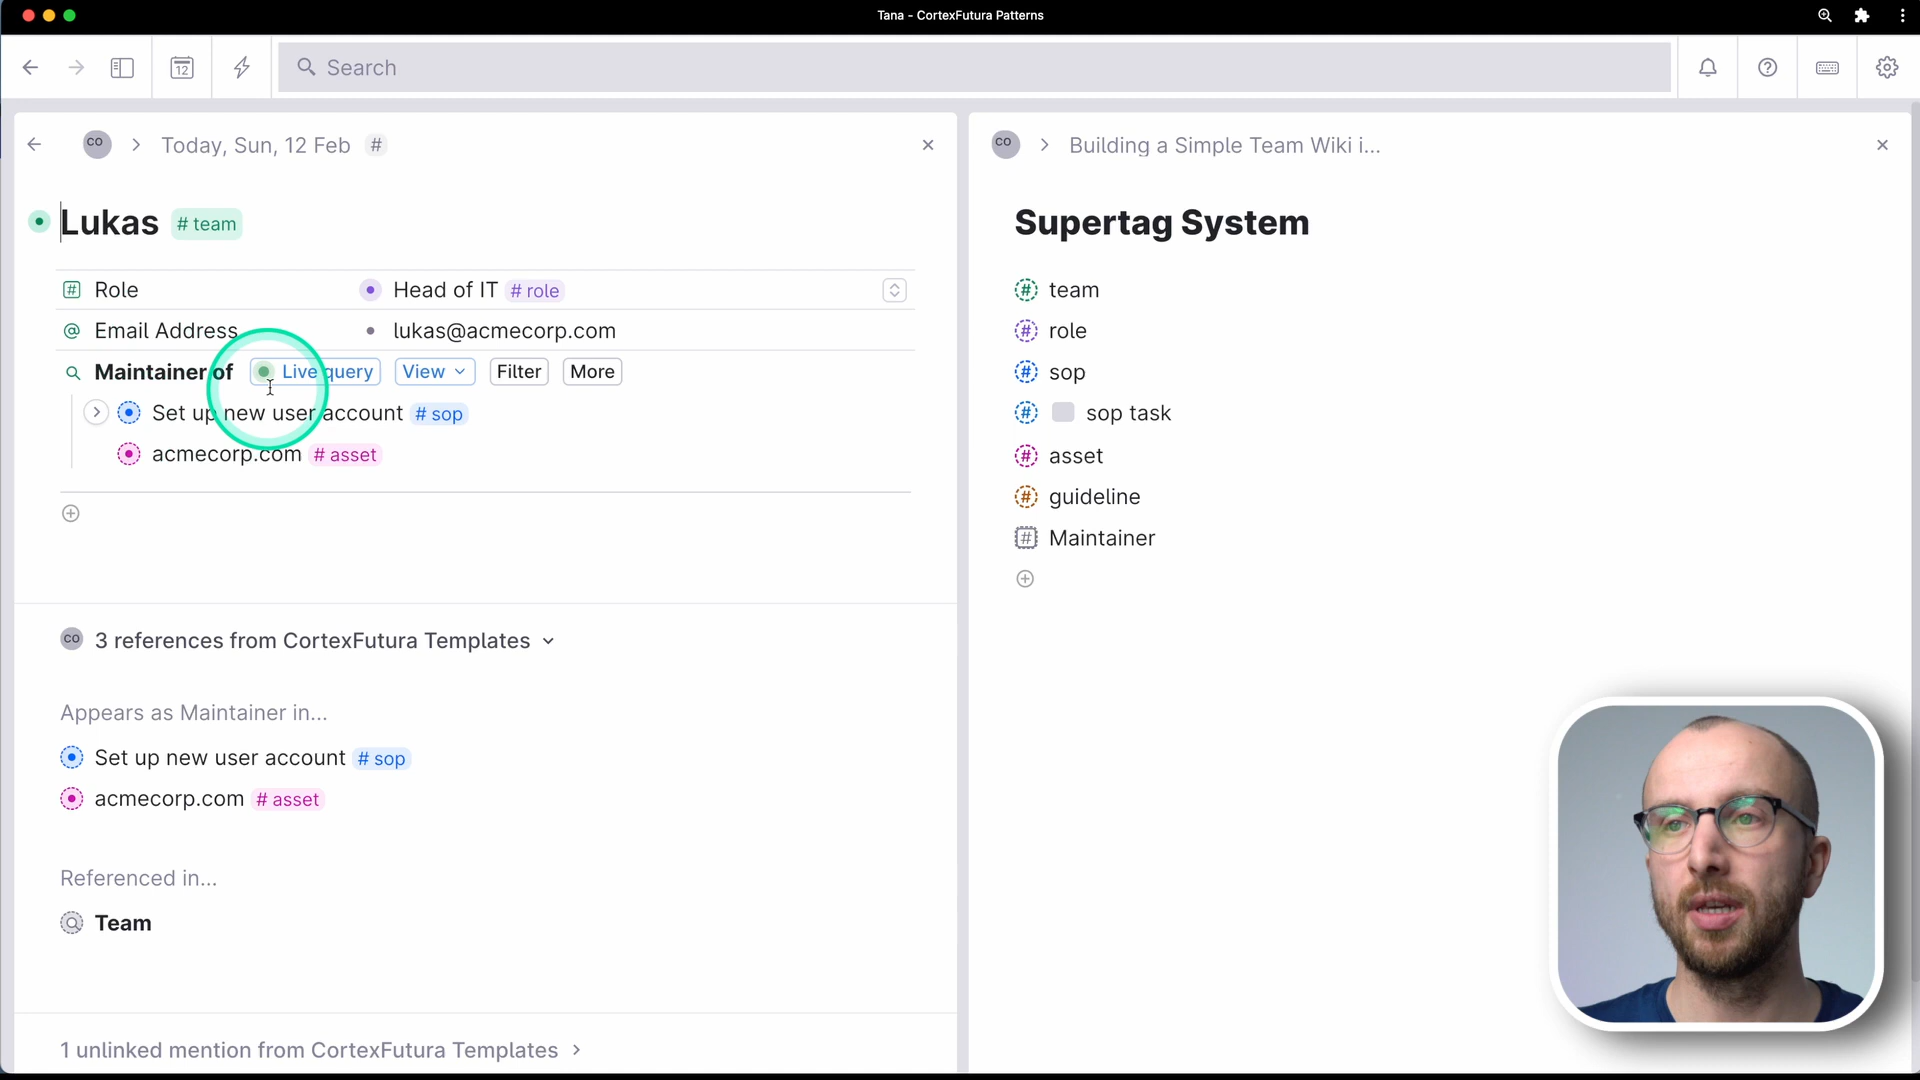 Tana - CortexFutura Patterns
12
Search
CO > Today, Sun, 12 Feb #
Lukas # team
Role Head of IT # role
@ Email Address lukas@acmecorp.com
Maintainer of Live query View Filter More
Set up new user account # sop
acmecorp.com # asset
CO 3 references from CortexFutura Templates
Appears as Maintainer in...
Set up new user account # sop
acmecorp.com # asset
Referenced in...
Team
1 unlinked mention from CortexFutura Templates >
CO > Building a Simple Team Wiki i...
Supertag System
# team
# role
# sop
# sop task
# asset
# guideline
# Maintainer